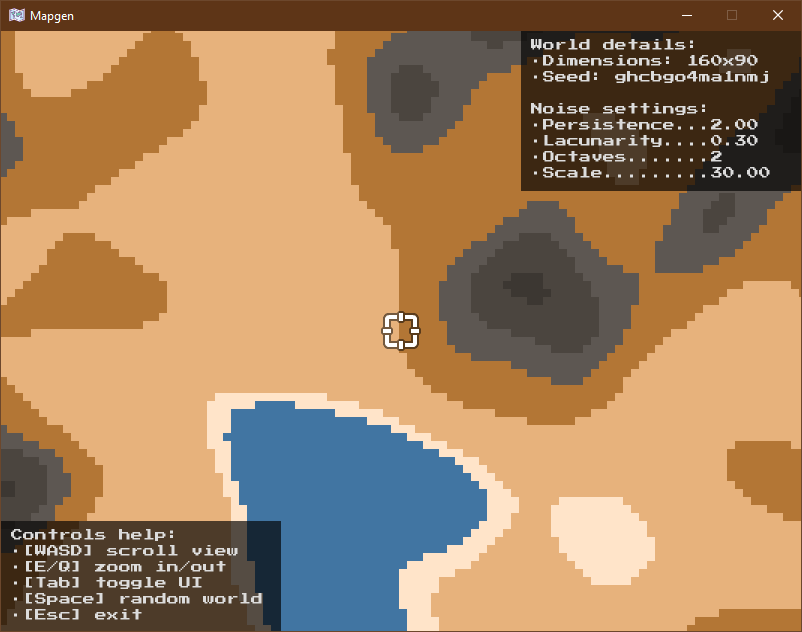 Mapgen
World details:
·Dimensions: 160x90
·Seed: ghcbgo4ma1nmj
Noise settings:
·Persistence...2.00
·Lacunarity....0.30
·Octaves.......2
·Scale.........30.00
Controls help:
·[WASD] scroll view
·[E/Q] zoom in/out
·[Tab] toggle UI
·[Space] random world
·[Esc] exit